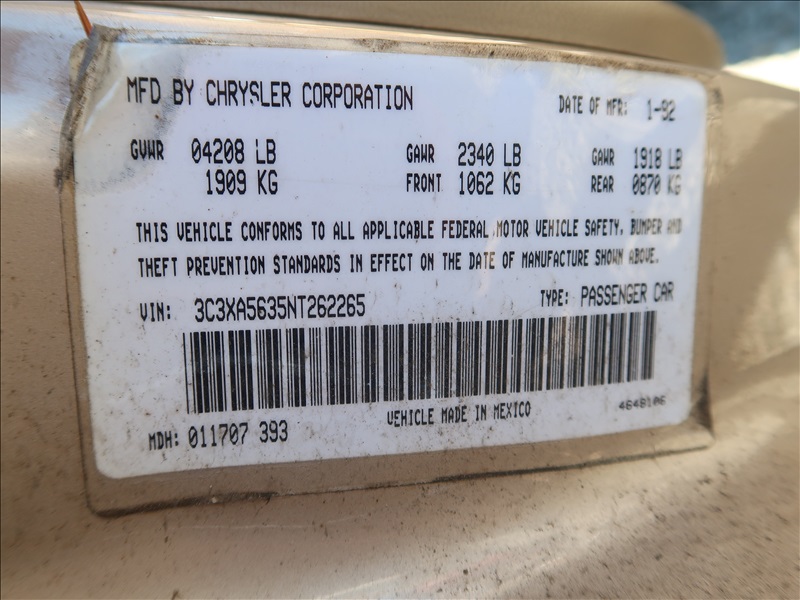 MFD BY CHRYSLER CORPORATION DATE OF MFR: 1-92
GVWR 04208 LB GAWR 2340 LB GAWR 1918 LB
1909 KG FRONT 1062 KG REAR 0870 KG
THIS VEHICLE CONFORMS TO ALL APPLICABLE FEDERAL MOTOR VEHICLE SAFETY, BUMPER AND
THEFT PREVENTION STANDARDS IN EFFECT ON THE DATE OF MANUFACTURE SHOWN ABOVE.
VIN: 3C3XA5635NT262265 TYPE: PASSENGER CAR
MDH: 011707 393 VEHICLE MADE IN MEXICO 4648106